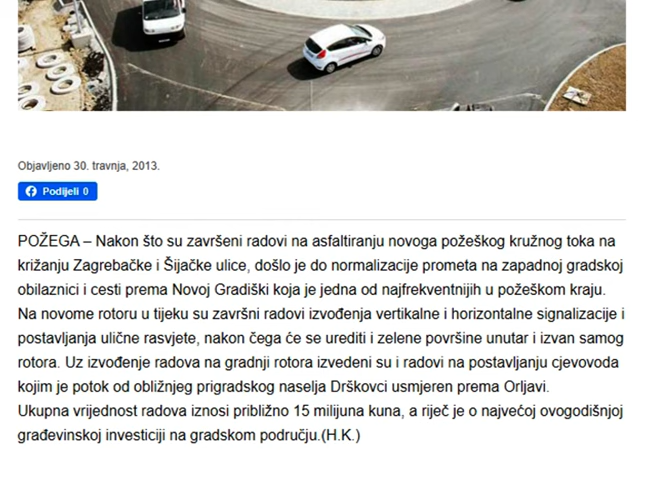 Objavljeno 30. travnja, 2013.
Podijeli 0
POŽEGA – Nakon što su završeni radovi na asfaltiranju novoga požeškog kružnog toka na
križanju Zagrebačke i Šijačke ulice, došlo je do normalizacije prometa na zapadnoj gradskoj
obilaznici i cesti prema Novoj Gradiški koja je jedna od najfrekventnijih u požeškom kraju.
Na novome rotoru u tijeku su završni radovi izvođenja vertikalne i horizontalne signalizacije i
postavljanja ulične rasvjete, nakon čega će se urediti i zelene površine unutar i izvan samog
rotora. Uz izvođenje radova na gradnji rotora izvedeni su i radovi na postavljanju cjevovoda
kojim je potok od obližnjeg prigradskog naselja Drškovci usmjeren prema Orljavi.
Ukupna vrijednost radova iznosi približno 15 milijuna kuna, a riječ je o najvećoj ovogodišnjoj
građevinskoj investiciji na gradskom području.(H.K.)